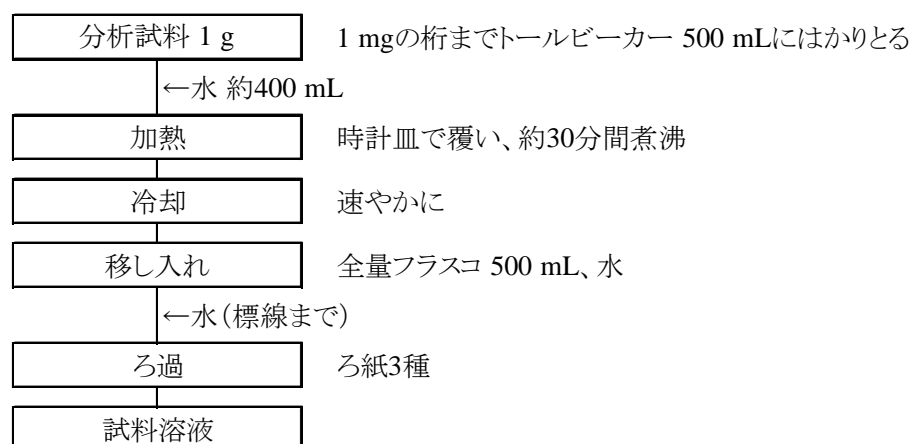 分析試料 1 g 1 mgの桁までトールビーカー 500 mLにはかりとる
←水 約400 mL
加熱 時計皿で覆い、約30分間煮沸
冷却 速やかに
移し入れ 全量フラスコ 500 mL、水
←水(標線まで)
ろ過 ろ紙3種
試料溶液